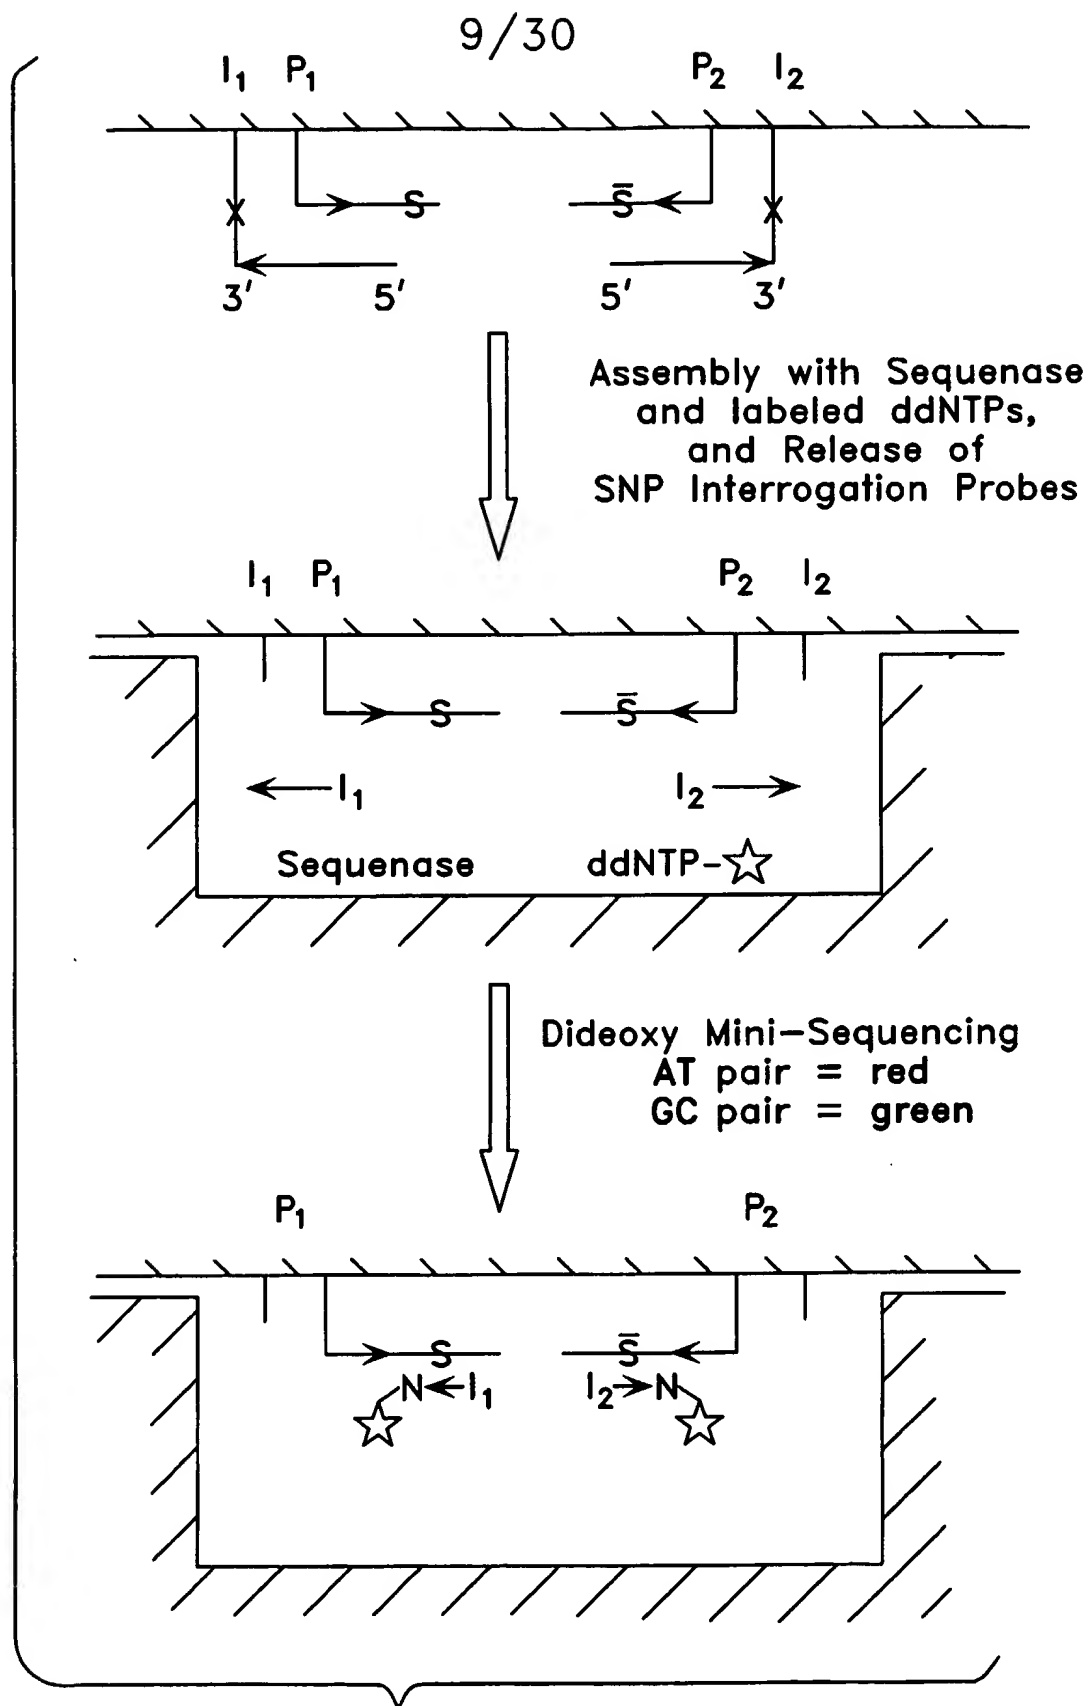 9/30
I₁ P₁ P₂ I₂
S S̄
3' 5' 5' 3'
Assembly with Sequenase
and labeled ddNTPs,
and Release of
SNP Interrogation Probes
I₁ P₁ P₂ I₂
S S̄
I₁ I₂
Sequenase ddNTP-☆
Dideoxy Mini-Sequencing
AT pair = red
GC pair = green
P₁ P₂
S S̄
N I₁ I₂ N